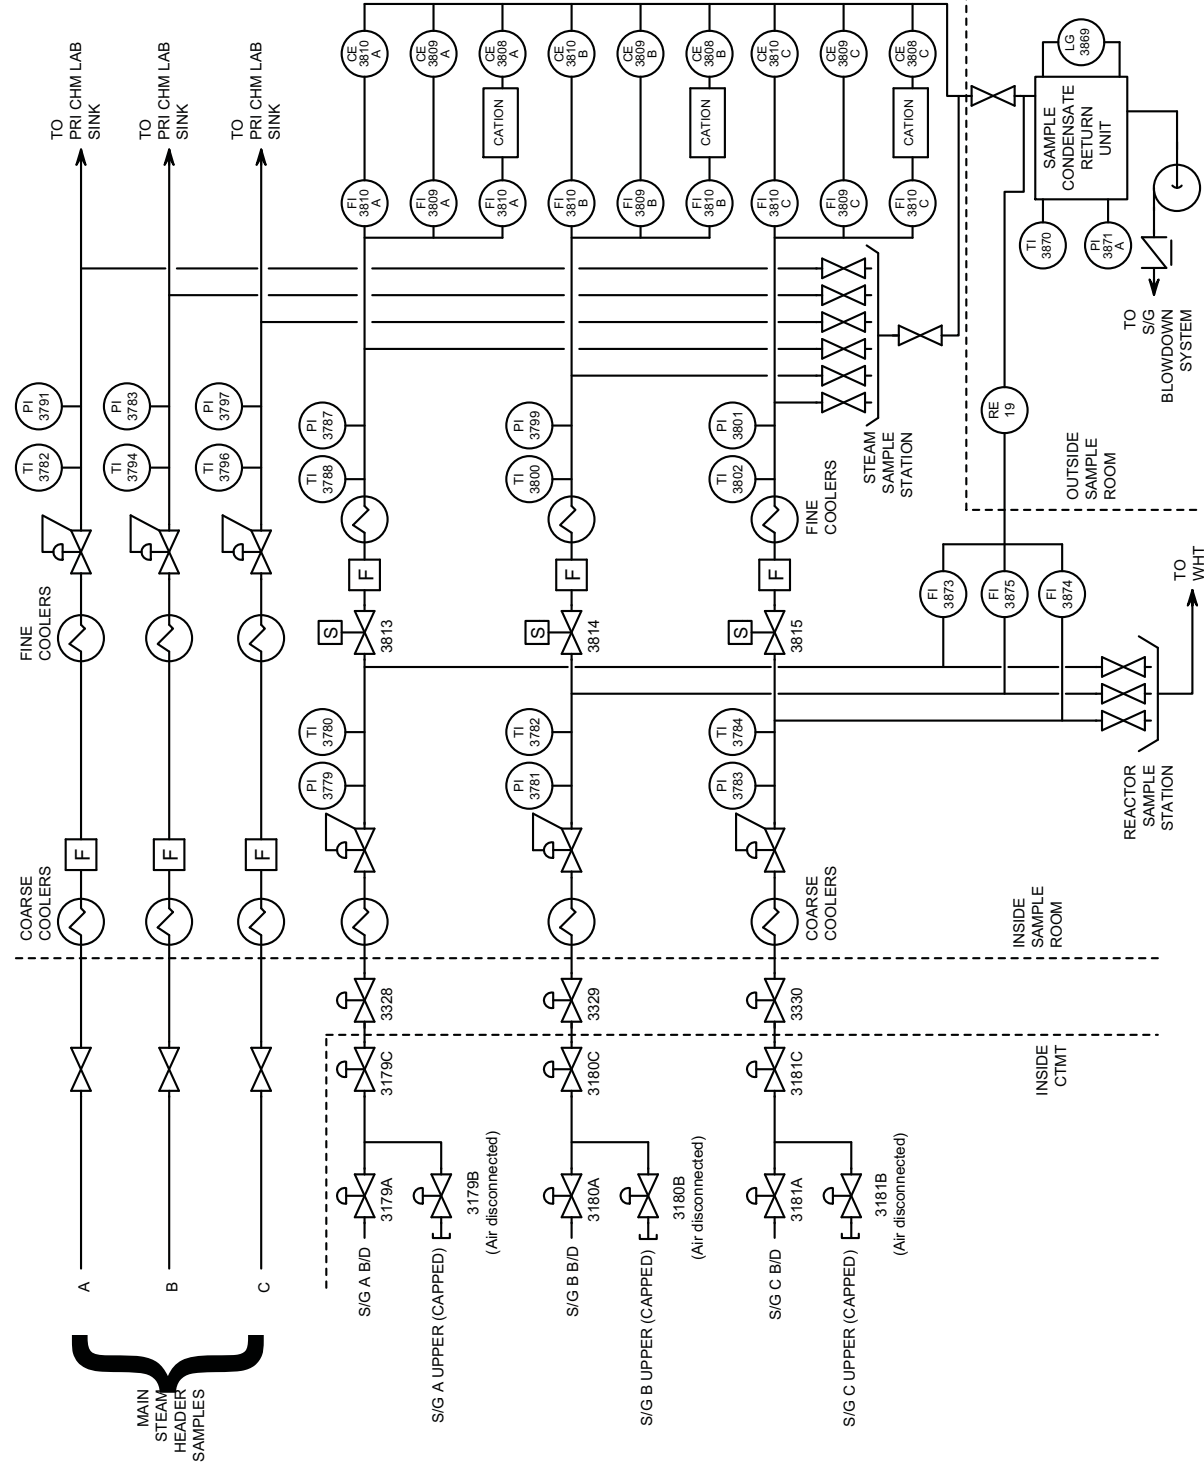 TO
PRI CHM LAB
SINK
TO
PRI CHM LAB
SINK
TO
PRI CHM LAB
SINK
PI
3791
TI
3782
PI
3783
TI
3794
PI
3797
TI
3796
FINE
COOLERS
F
F
F
COARSE
COOLERS
A
B
C
MAIN
STEAM
HEADER
SAMPLES
CE
3810
A
CE
3809
A
CE
3808
A
CE
3810
B
CE
3809
B
CE
3808
B
CE
3810
C
CE
3809
C
CE
3808
C
CATION
CATION
CATION
FI
3810
A
FI
3809
A
FI
3810
A
FI
3810
B
FI
3809
B
FI
3810
B
FI
3810
C
FI
3809
C
FI
3810
C
PI
3787
TI
3788
PI
3799
TI
3800
PI
3801
TI
3802
FINE
COOLERS
STEAM
SAMPLE
STATION
F
F
F
S
3813
S
3814
S
3815
TI
3780
PI
3779
TI
3782
PI
3781
TI
3784
PI
3783
COARSE
COOLERS
3328
3329
3330
3179C
3180C
3181C
3179A
3179B
(Air disconnected)
3180A
3180B
(Air disconnected)
3181A
3181B
(Air disconnected)
S/G A B/D
S/G A UPPER (CAPPED)
S/G B B/D
S/G B UPPER (CAPPED)
S/G C B/D
S/G C UPPER (CAPPED)
LG
3869
SAMPLE
CONDENSATE
RETURN
UNIT
TI
3870
PI
3871
A
TO
S/G
BLOWDOWN
SYSTEM
RE
19
OUTSIDE
SAMPLE
ROOM
FI
3873
FI
3875
FI
3874
TO
WHT
REACTOR
SAMPLE
STATION
INSIDE
SAMPLE
ROOM
INSIDE
CTMT